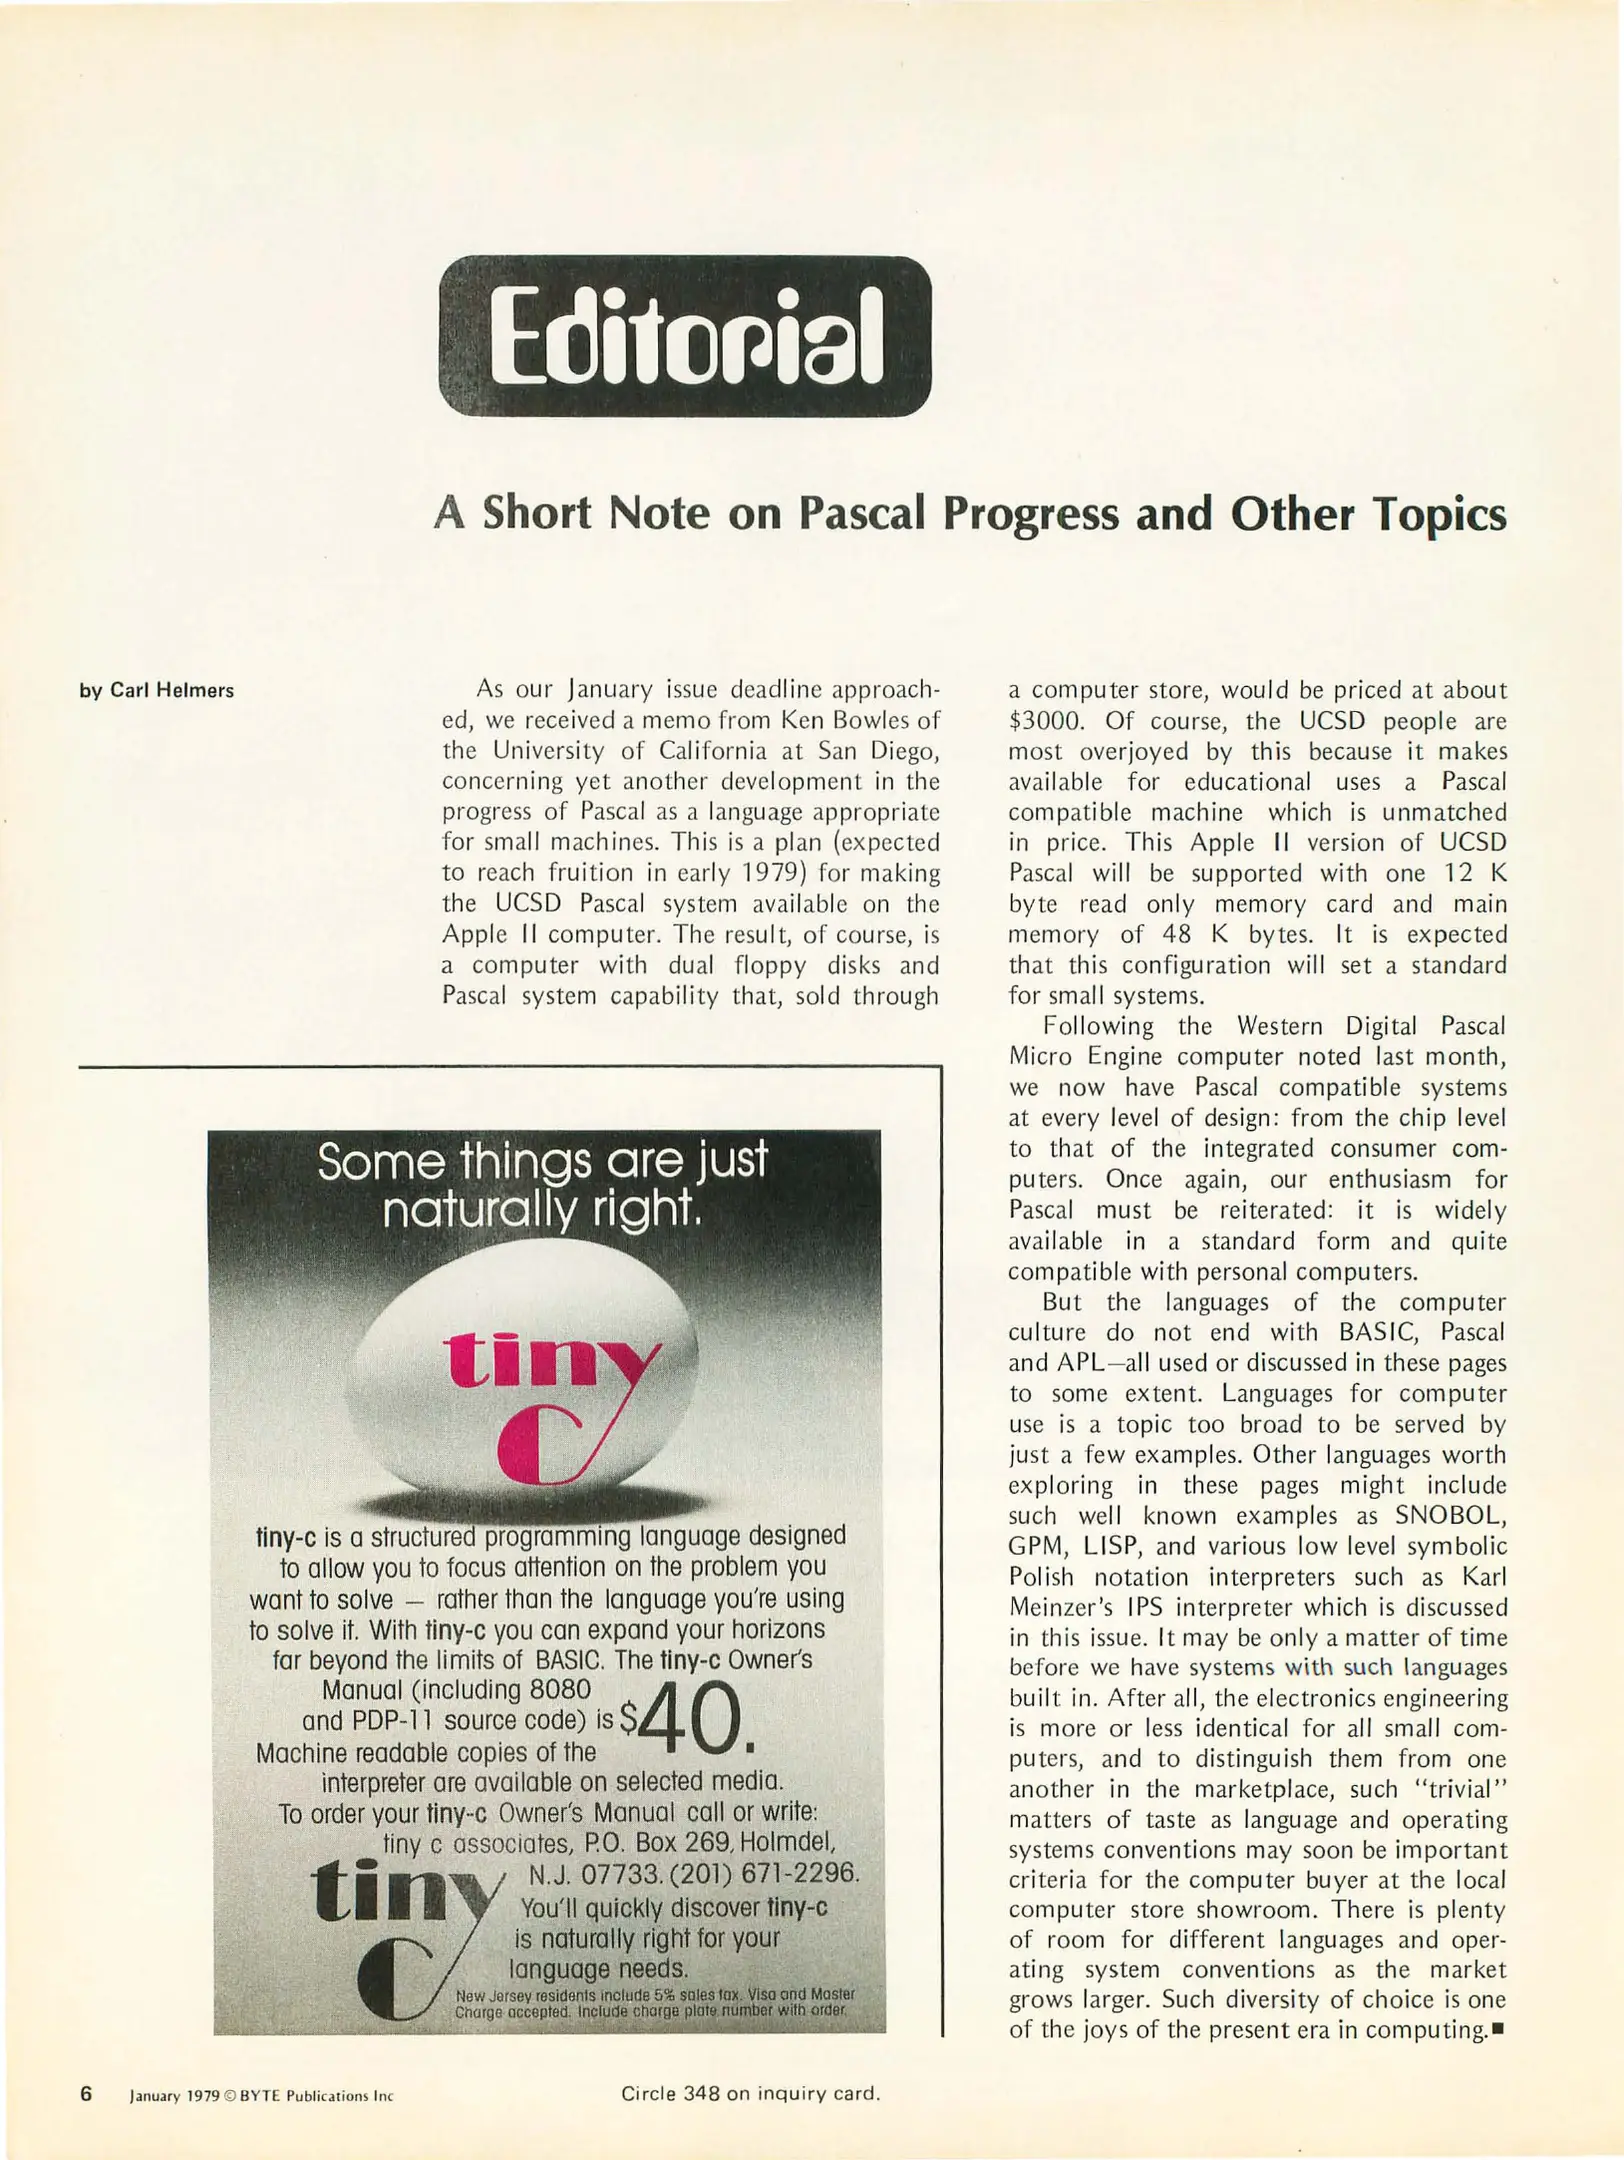 Editorial
A Short Note on Pascal Progress and Other Topics
by Carl Helmers
As our January issue deadline approach-
ed, we received a memo from Ken Bowles of
the University of California at San Diego,
concerning yet another development in the
progress of Pascal as a language appropriate
for small machines. This is a plan (expected
to reach fruition in early 1979) for making
the UCSD Pascal system available on the
Apple II computer. The result, of course, is
a computer with dual floppy disks and
Pascal system capability that, sold through
a computer store, would be priced at about
$3000. Of course, the UCSD people are
most overjoyed by this because it makes
available for educational uses a Pascal
compatible machine which is unmatched
in price. This Apple II version of UCSD
Pascal will be supported with one 12 K
byte read only memory card and main
memory of 48 K bytes. It is expected
that this configuration will set a standard
for small systems.
Following the Western Digital Pascal
Micro Engine computer noted last month,
we now have Pascal compatible systems
at every level of design: from the chip level
to that of the integrated consumer com-
puters. Once again, our enthusiasm for
Pascal must be reiterated: it is widely
available in a standard form and quite
compatible with personal computers.
But the languages of the computer
culture do not end with BASIC, Pascal
and APL—all used or discussed in these pages
to some extent. Languages for computer
use is a topic too broad to be served by
just a few examples. Other languages worth
exploring in these pages might include
such well known examples as SNOBOL,
GPM, LISP, and various low level symbolic
Polish notation interpreters such as Karl
Meinzer's IPS interpreter which is discussed
in this issue. It may be only a matter of time
before we have systems with such languages
built in. After all, the electronics engineering
is more or less identical for all small com-
puters, and to distinguish them from one
another in the marketplace, such "trivial"
matters of taste as language and operating
systems conventions may soon be important
criteria for the computer buyer at the local
computer store showroom. There is plenty
of room for different languages and oper-
ating system conventions as the market
grows larger. Such diversity of choice is one
of the joys of the present era in computing.■
Some things are just
naturally right.
tiny
c
tiny-c is a structured programming language designed
to allow you to focus attention on the problem you
want to solve — rather than the language you're using
to solve it. With tiny-c you can expand your horizons
far beyond the limits of BASIC. The tiny-c Owner's
Manual (including 8080
and PDP-11 source code) is $40.
Machine readable copies of the
interpreter are available on selected media.
To order your tiny-c Owner's Manual call or write:
tiny c associates, P.O. Box 269, Holmdel,
N.J. 07733. (201) 671-2296.
You'll quickly discover tiny-c
is naturally right for your
language needs.
New Jersey residents include 5% sales tax. Visa and Master
Charge accepted. Include charge plate number with order.
tiny
c
6 January 1979 © BYTE Publications Inc
Circle 348 on inquiry card.